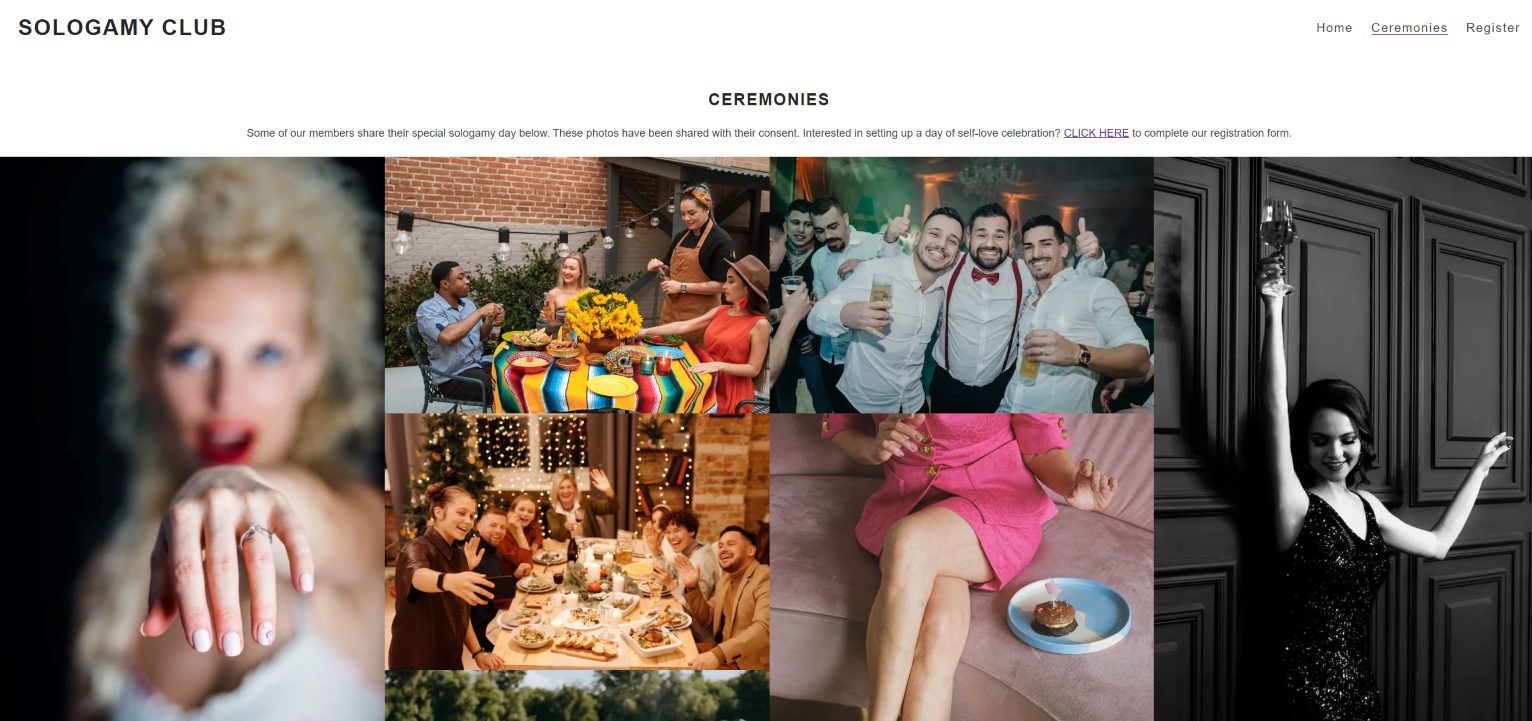 SOLOGAMY CLUB
Home Ceremonies Register
CEREMONIES
Some of our members share their special sologamy day below. These photos have been shared with their consent. Interested in setting up a day of self-love celebration? CLICK HERE to complete our registration form.